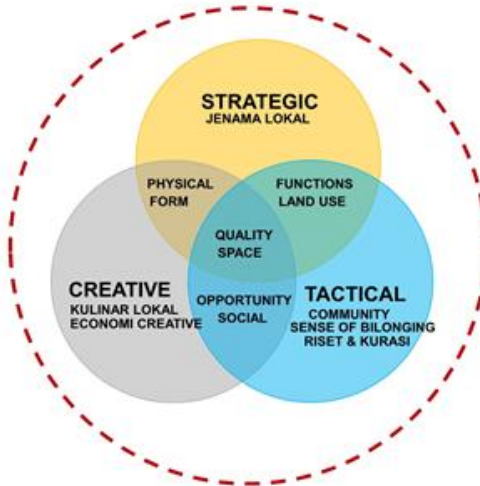 STRATEGIC
JENAMA LOKAL
PHYSICAL
FORM
FUNCTIONS
LAND USE
QUALITY
SPACE
CREATIVE
KULINAR LOKAL
ECONOMI CREATIVE
OPPORTUNITY
SOCIAL
TACTICAL
COMMUNITY
SENSE OF BILONGING
RISET & KURASI